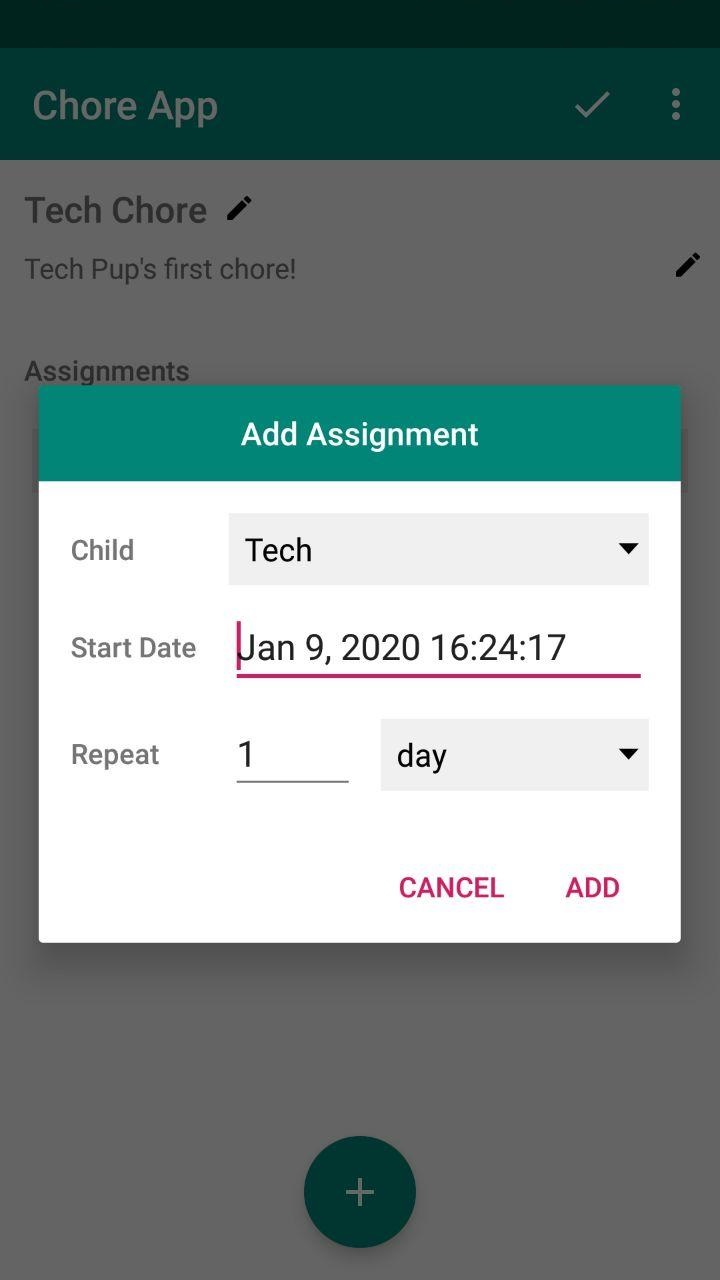 Chore App
Tech Chore
Tech Pup's first chore!
Assignments
Add Assignment
Child Tech
Start Date Jan 9, 2020 16:24:17
Repeat 1 day
CANCEL ADD